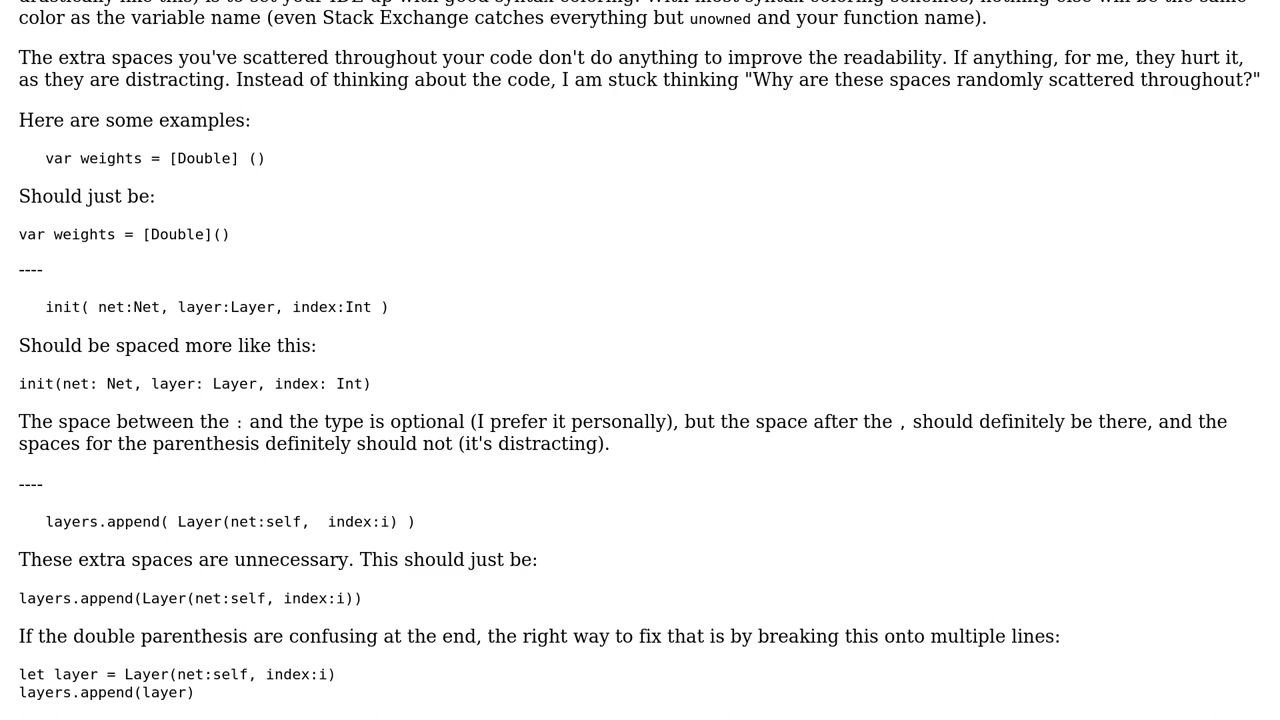 color as the variable name (even Stack Exchange catches everything but unowned and your function name).
The extra spaces you've scattered throughout your code don't do anything to improve the readability. If anything, for me, they hurt it,
as they are distracting. Instead of thinking about the code, I am stuck thinking "Why are these spaces randomly scattered throughout?"
Here are some examples:
   var weights = [Double] ()
Should just be:
var weights = [Double]()
----
   init( net:Net, layer:Layer, index:Int )
Should be spaced more like this:
init(net: Net, layer: Layer, index: Int)
The space between the : and the type is optional (I prefer it personally), but the space after the , should definitely be there, and the
spaces for the parenthesis definitely should not (it's distracting).
----
   layers.append( Layer(net:self,  index:i) )
These extra spaces are unnecessary. This should just be:
layers.append(Layer(net:self, index:i))
If the double parenthesis are confusing at the end, the right way to fix that is by breaking this onto multiple lines:
let layer = Layer(net:self, index:i)
layers.append(layer)